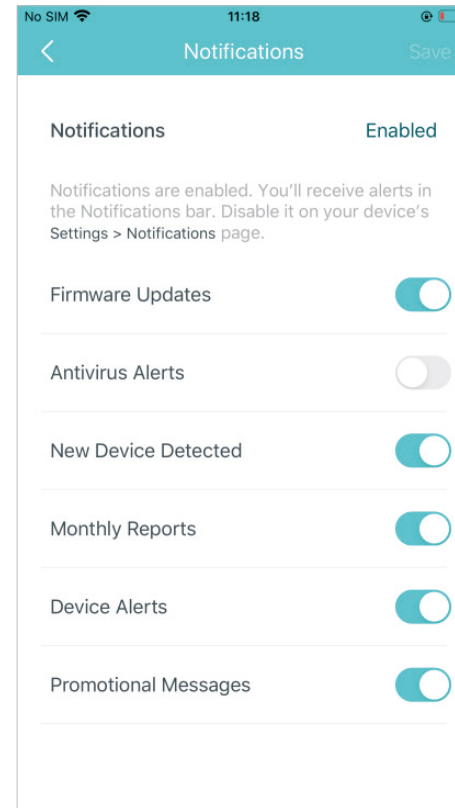 No SIM 11:18
Notifications Save
Notifications Enabled
Notifications are enabled. You’ll receive alerts in
the Notifications bar. Disable it on your device’s
Settings > Notifications page.
Firmware Updates
Antivirus Alerts
New Device Detected
Monthly Reports
Device Alerts
Promotional Messages